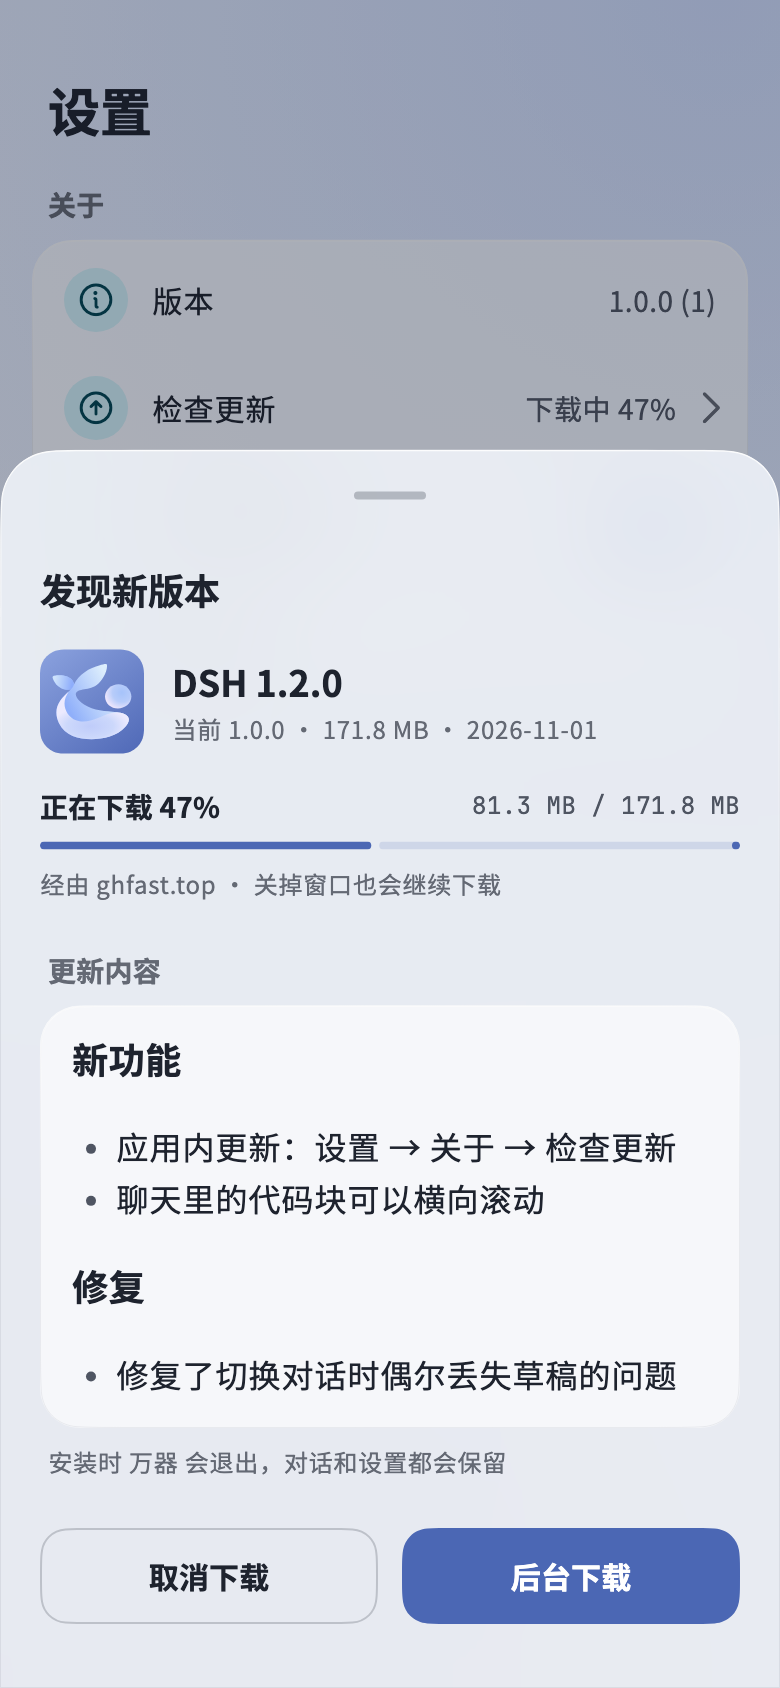 设置
关于
版本 1.0.0 (1)
检查更新 下载中 47%
发现新版本
DSH 1.2.0
当前 1.0.0 • 171.8 MB • 2026-11-01
正在下载 47% 81.3 MB / 171.8 MB
经由 ghfast.top • 关掉窗口也会继续下载
更新内容
新功能
• 应用内更新：设置 → 关于 → 检查更新
• 聊天里的代码块可以横向滚动
修复
• 修复了切换对话时偶尔丢失草稿的问题
安装时 万器 会退出，对话和设置都会保留
取消下载 后台下载